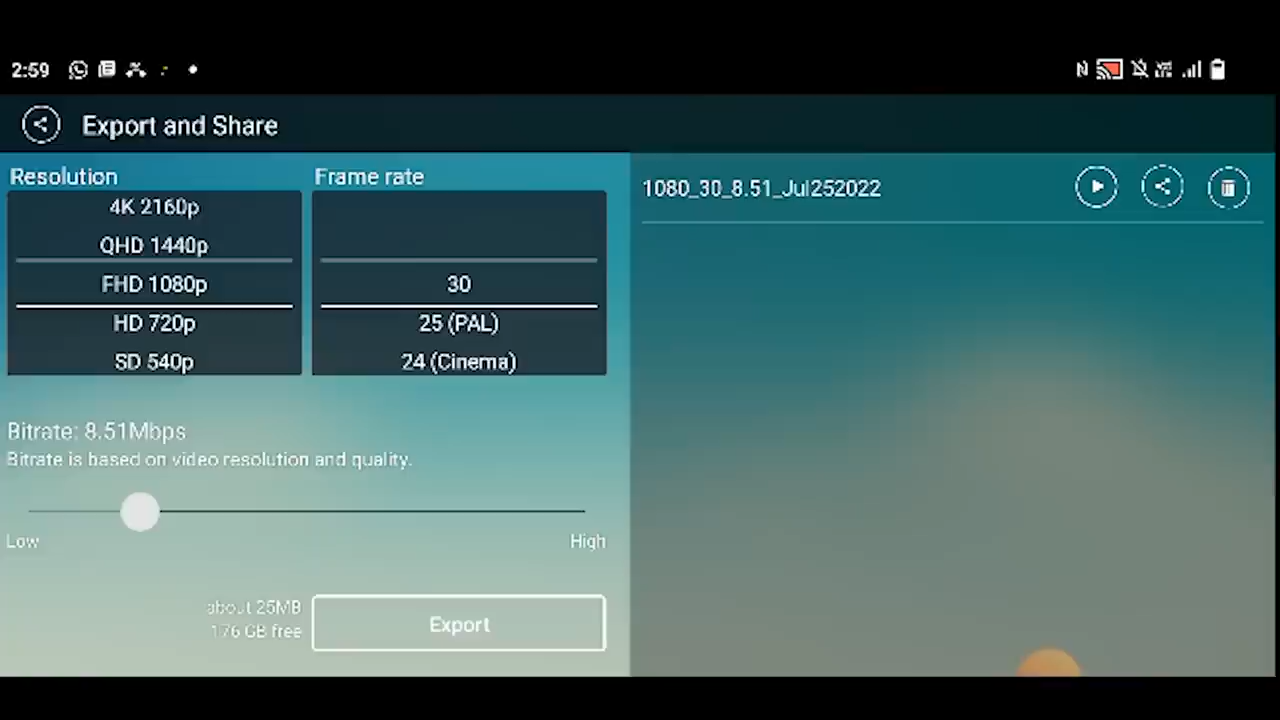 2:59
Export and Share
Resolution
4K 2160p
QHD 1440p
FHD 1080p
HD 720p
SD 540p
Frame rate
30
25 (PAL)
24 (Cinema)
Bitrate: 8.51Mbps
Bitrate is based on video resolution and quality.
Low
High
about 25MB
176 GB free
Export
1080_30_8.51_Jul252022